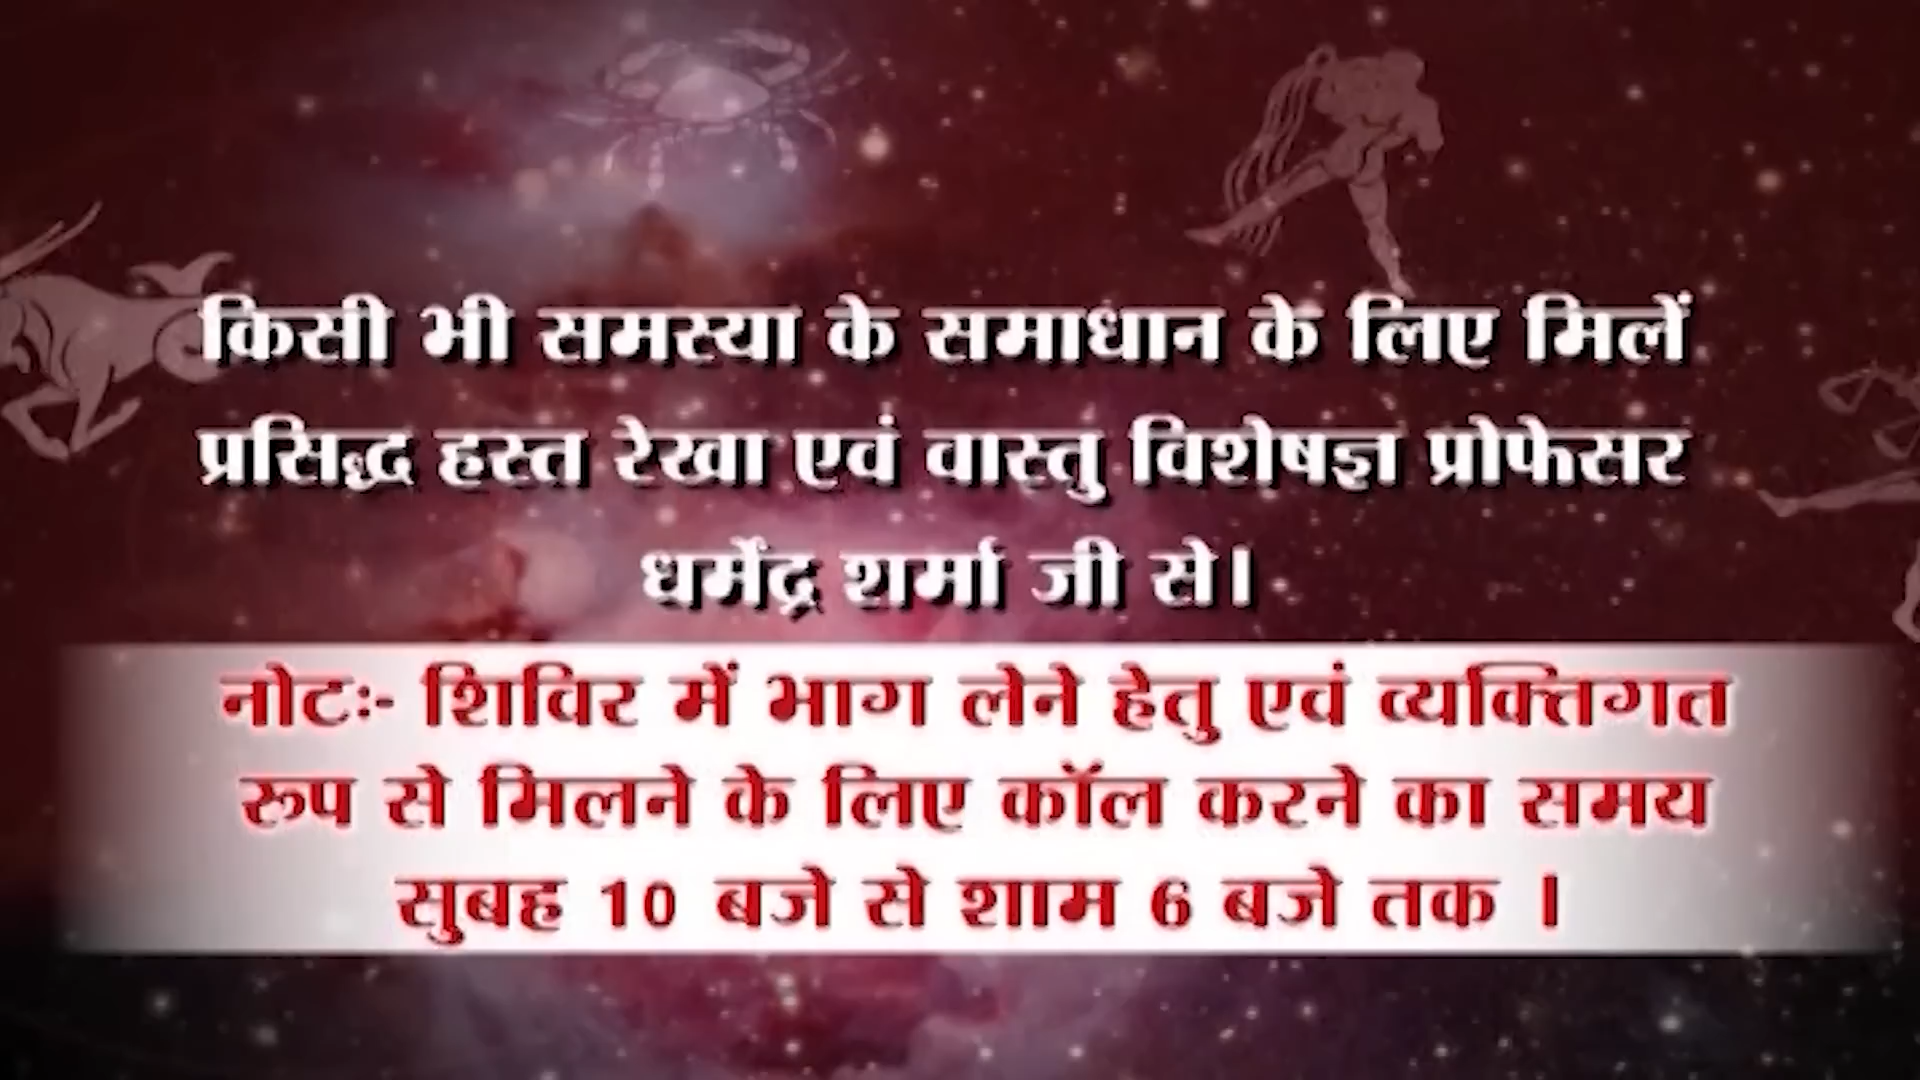 किसी भी समस्या के समाधान के लिए मिलें
प्रसिद्ध हस्त रेखा एवं वास्तु विशेषज्ञ प्रोफेसर
धर्मेंद्र शर्मा जी से।
नोटः- शिविर में भाग लेने हेतु एवं व्यक्तिगत
रूप से मिलने के लिए कॉल करने का समय
सुबह 10 बजे से शाम 6 बजे तक ।